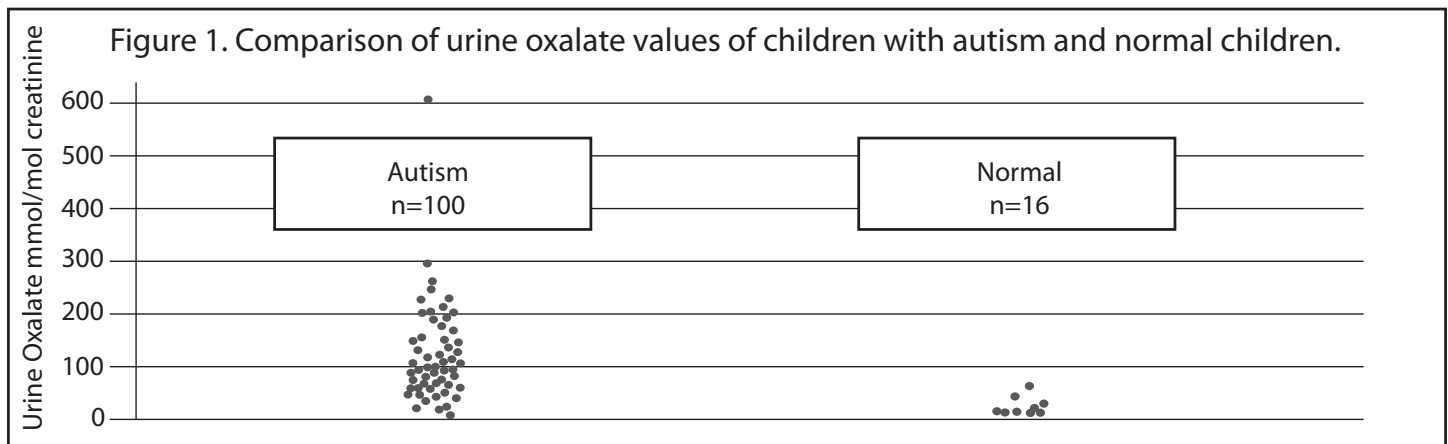 Figure 1. Comparison of urine oxalate values of children with autism and normal children.
Urine Oxalate mmol/mol creatinine
600
500
400
300
200
100
0
Autism
n=100
Normal
n=16